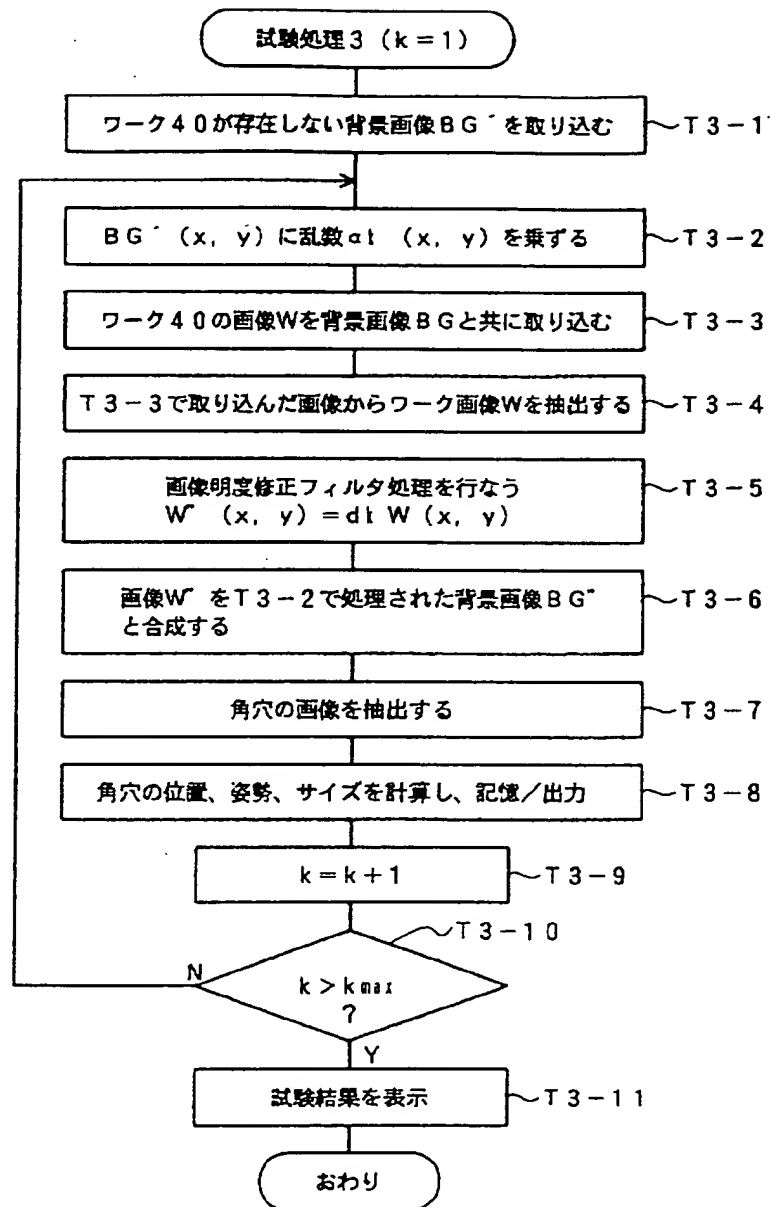 試験処理3 (k=1)
ワーク40が存在しない背景画像BG´を取り込む
T3-1
BG´ (x, y)に乱数αt (x, y)を乗ずる
T3-2
ワーク40の画像Wを背景画像BGと共に取り込む
T3-3
T3-3で取り込んだ画像からワーク画像Wを抽出する
T3-4
画像明度修正フィルタ処理を行なう
W˝ (x, y)=dt W (x, y)
T3-5
画像W˝をT3-2で処理された背景画像BG˝
と合成する
T3-6
角穴の画像を抽出する
T3-7
角穴の位置、姿勢、サイズを計算し、記憶/出力
T3-8
k=k+1
T3-9
T3-10
N
k>kmax
?
Y
試験結果を表示
T3-11
おわり